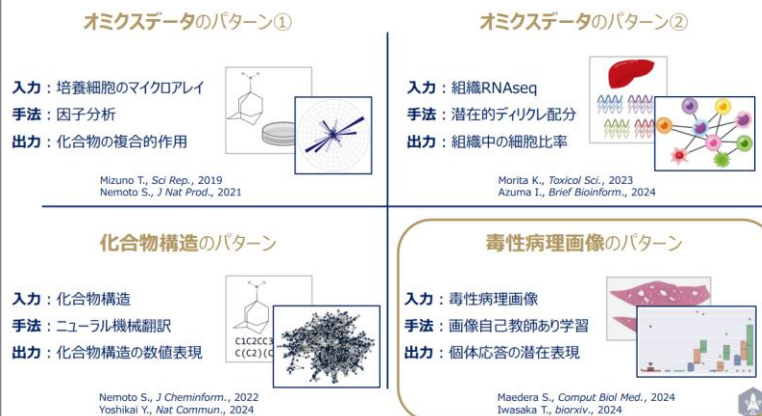 オミクスデータのパターン①
入力：培養細胞のマイクロアレイ
手法：因子分析
出力：化合物の複合的作用
Mizuno T., Sci Rep., 2019
Nemoto S., J Nat Prod., 2021
オミクスデータのパターン②
入力：組織RNAseq
手法：潜在的ディリクレ配分
出力：組織中の細胞比率
Morita K., Toxicol Sci., 2023
Azuma I., Brief Bioinform., 2024
化合物構造のパターン
入力：化合物構造
手法：ニューラル機械翻訳
出力：化合物構造の数値表現
C1C2CC3
C(C2)(C
Nemoto S., J Cheminform., 2022
Yoshikai Y., Nat Commun., 2024
毒性病理画像のパターン
入力：毒性病理画像
手法：画像自己教師あり学習
出力：個体応答の潜在表現
Maedera S., Comput Biol Med., 2024
Iwasaka T., biorxiv., 2024